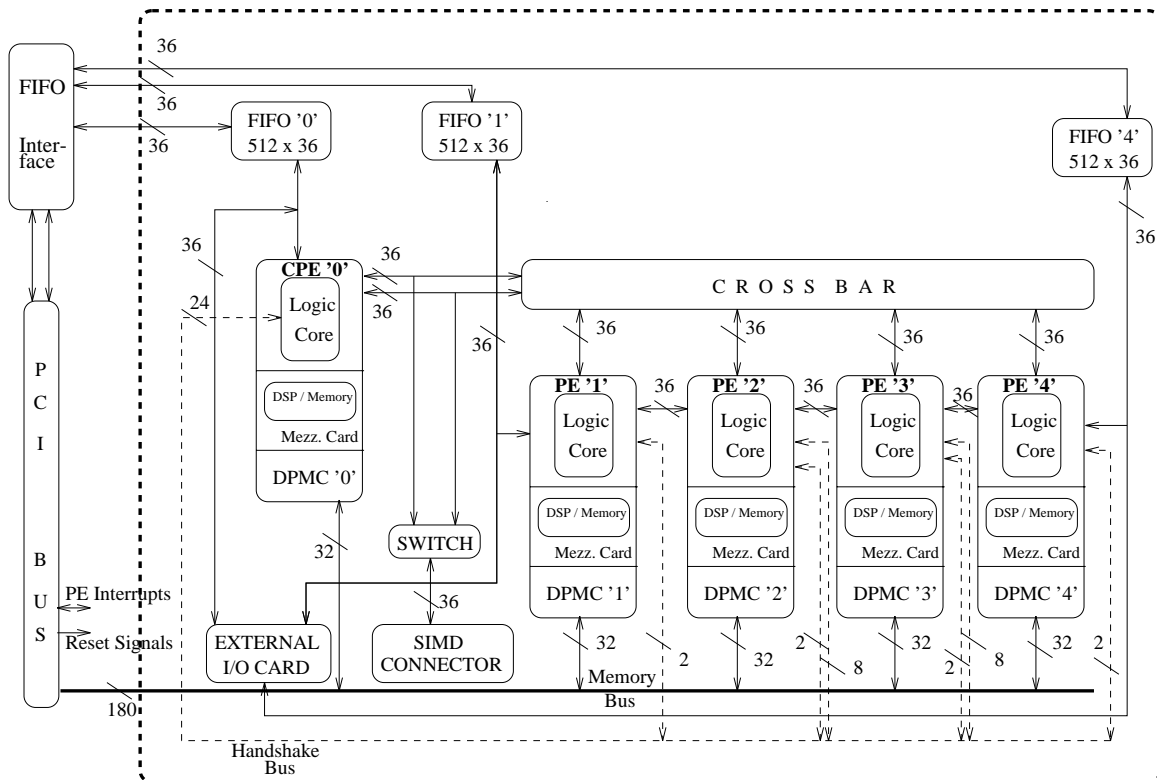 36
FIFO
Inter-
face
36
36
FIFO '0'
512 x 36
FIFO '1'
512 x 36
FIFO '4'
512 x 36
36
36
24
CPE '0'
Logic
Core
DSP / Memory
Mezz. Card
DPMC '0'
36
36
C R O S S B A R
36
36
36
36
36
PE '1'
Logic
Core
DSP / Memory
Mezz. Card
DPMC '1'
36
PE '2'
Logic
Core
DSP / Memory
Mezz. Card
DPMC '2'
36
PE '3'
Logic
Core
DSP / Memory
Mezz. Card
DPMC '3'
36
PE '4'
Logic
Core
DSP / Memory
Mezz. Card
DPMC '4'
P
C
I
B
U
S
PE Interrupts
Reset Signals
32
SWITCH
36
EXTERNAL
I/O CARD
SIMD
CONNECTOR
32
2
32
2
8
32
2
8
32
2
Memory
Bus
180
Handshake
Bus